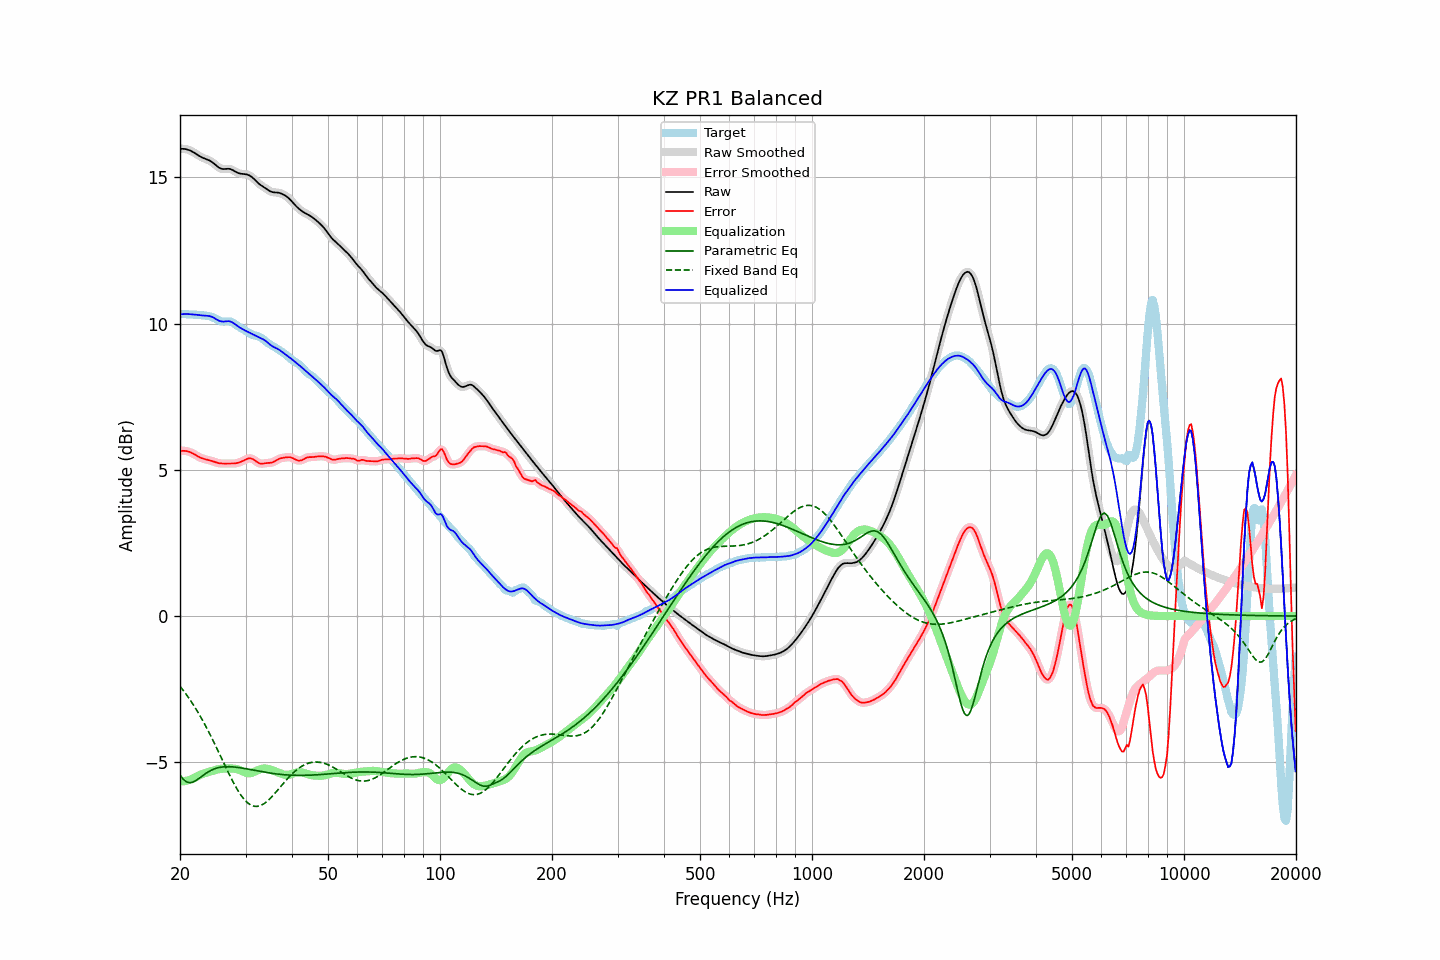 KZ PR1 Balanced
Target
Raw Smoothed
Error Smoothed
Raw
Error
Equalization
Parametric Eq
Fixed Band Eq
Equalized
Amplitude (dBr)
15
10
5
0
−5
20 50 100 200 500 1000 2000 5000 10000 20000
Frequency (Hz)